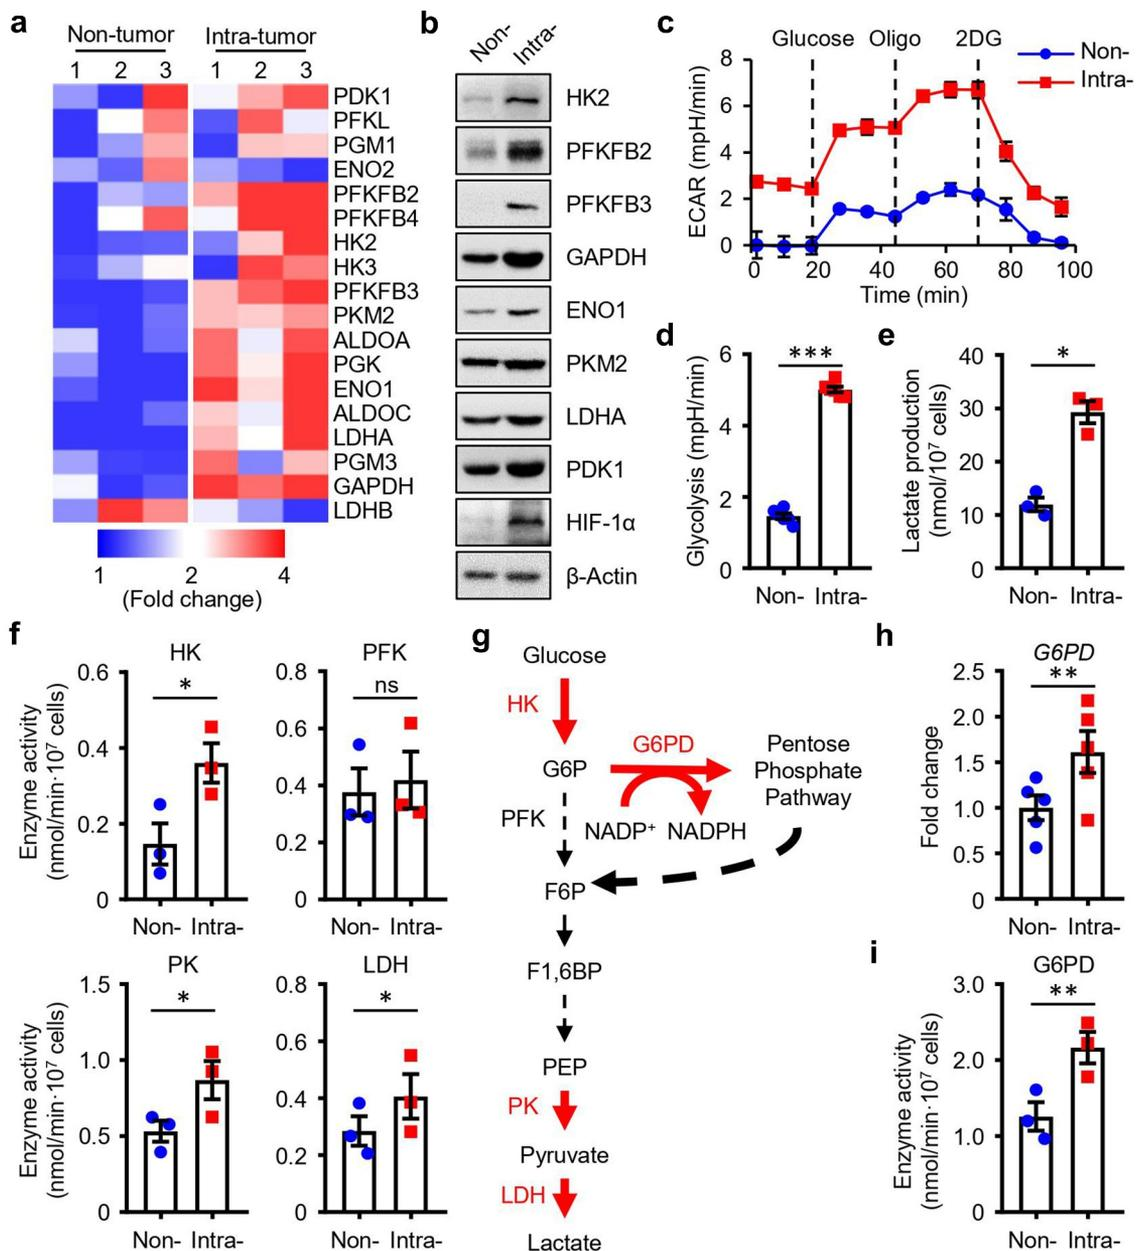 a
Non-tumor Intra-tumor
1 2 3 1 2 3
PDK1
PFKL
PGM1
ENO2
PFKFB2
PFKFB4
HK2
HK3
PFKFB3
PKM2
ALDOA
PGK
ENO1
ALDOC
LDHA
PGM3
GAPDH
LDHB
1 2 4
(Fold change)
b
Non- Intra-
HK2
PFKFB2
PFKFB3
GAPDH
ENO1
PKM2
LDHA
PDK1
HIF-1α
β-Actin
c
Glucose Oligo 2DG
Non-
Intra-
ECAR (mpH/min)
8
6
4
2
0
0 20 40 60 80 100
Time (min)
d
Glycolysis (mpH/min)
***
6
4
2
0
Non- Intra-
e
Lactate production
(nmol/10⁷ cells)
*
40
30
20
10
0
Non- Intra-
f
HK
Enzyme activity
(nmol/min·10⁷ cells)
*
0.6
0.4
0.2
0
Non- Intra-
PFK
ns
0.8
0.6
0.4
0.2
0
Non- Intra-
PK
Enzyme activity
(nmol/min·10⁷ cells)
*
1.5
1.0
0.5
0
Non- Intra-
LDH
*
0.8
0.6
0.4
0.2
0
Non- Intra-
g
Glucose
HK
G6P
G6PD
Pentose
Phosphate
Pathway
NADP⁺ NADPH
PFK
F6P
F1,6BP
PEP
PK
Pyruvate
LDH
Lactate
h
G6PD
Fold change
**
2.5
2.0
1.5
1.0
0.5
0
Non- Intra-
i
G6PD
Enzyme activity
(nmol/min·10⁷ cells)
**
3.0
2.0
1.0
0
Non- Intra-